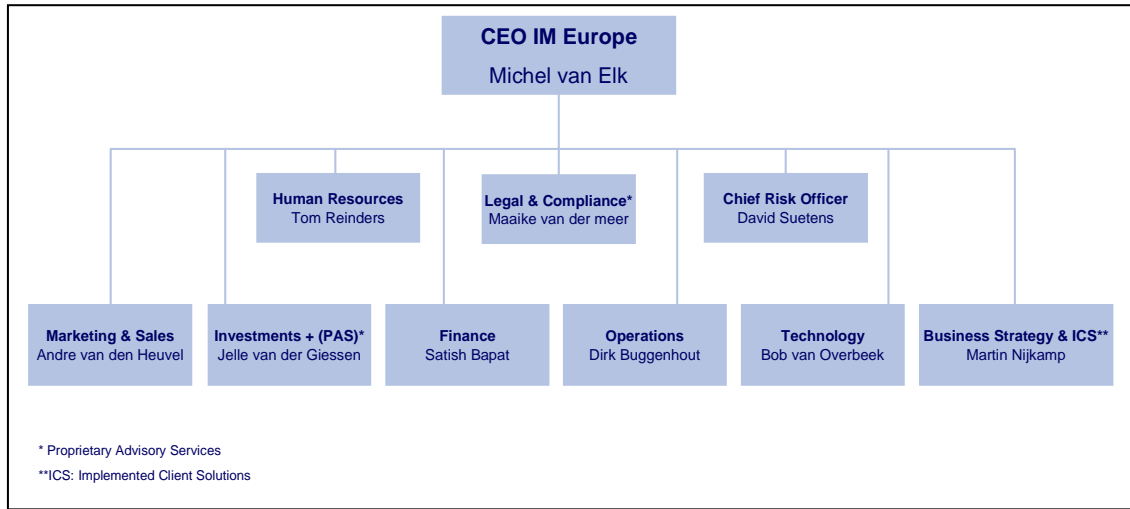 CEO IM Europe
Michel van Elk
Human Resources
Tom Reinders
Legal & Compliance*
Maaike van der meer
Chief Risk Officer
David Suetens
Marketing & Sales
Andre van den Heuvel
Investments + (PAS)*
Jelle van der Giessen
Finance
Satish Bapat
Operations
Dirk Buggenhout
Technology
Bob van Overbeek
Business Strategy & ICS**
Martin Nijkamp
* Proprietary Advisory Services
**ICS: Implemented Client Solutions